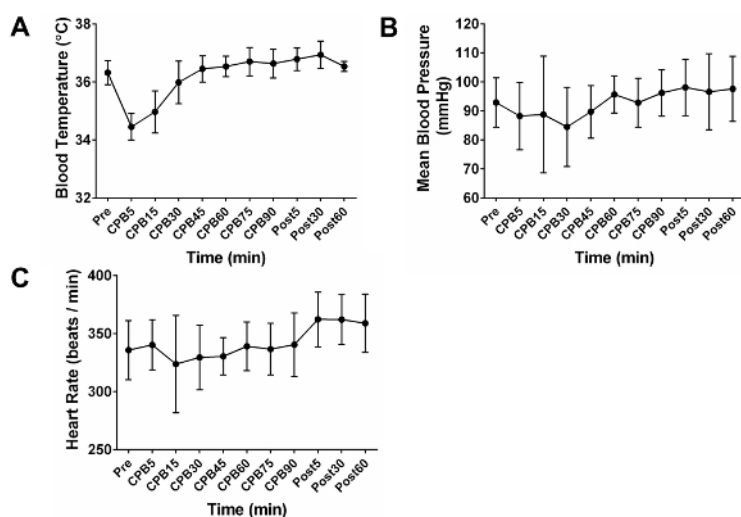 A
Blood Temperature (°C)
38
36
34
32
Pre
CPB5
CPB15
CPB30
CPB45
CPB60
CPB75
CPB90
Post5
Post30
Post60
Time (min)
B
Mean Blood Pressure
(mmHg)
120
110
100
90
80
70
60
Pre
CPB5
CPB15
CPB30
CPB45
CPB60
CPB75
CPB90
Post5
Post30
Post60
Time (min)
C
Heart Rate (beats / min)
400
350
300
250
Pre
CPB5
CPB15
CPB30
CPB45
CPB60
CPB75
CPB90
Post5
Post30
Post60
Time (min)